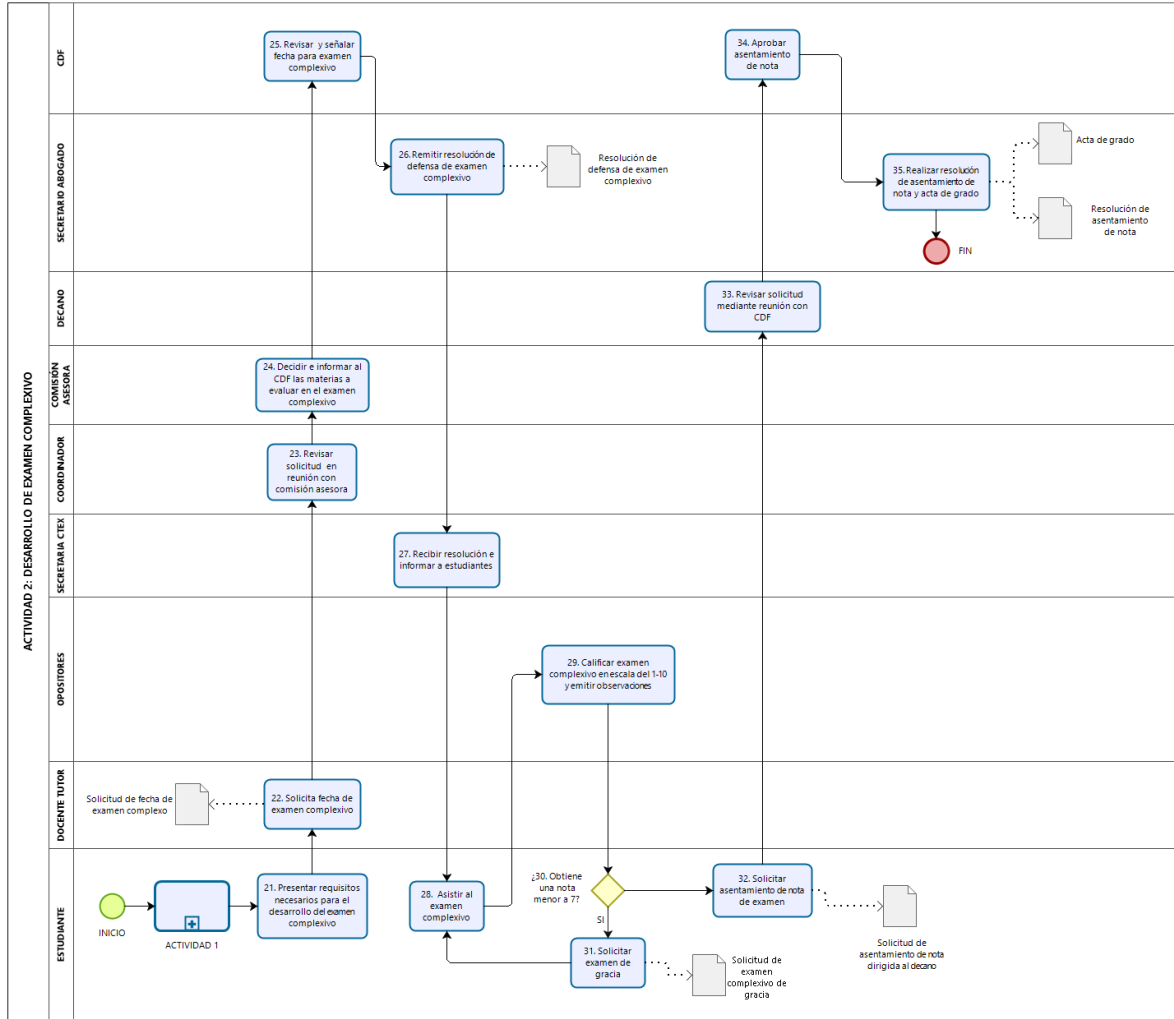 ACTIVIDAD 2: DESARROLLO DE EXAMEN COMPLEXIVO
CDF
25. Revisar y señalar
fecha para examen
complexivo
34. Aprobar
asentamiento
de nota
SECRETARIO ABOGADO
26. Remitir resolución de
defensa de examen
complexivo
Resolución de
defensa de examen
complexivo
35. Realizar resolución
de asentamiento de
nota y acta de grado
Acta de grado
Resolución de
asentamiento
de nota
FIN
DECANO
33. Revisar solicitud
mediante reunión con
CDF
COMISIÓN
ASESORA
24. Decidir e informar al
CDF las materias a
evaluar en el examen
complexivo
COORDINADOR
23. Revisar
solicitud en
reunión con
comisión asesora
SECRETARIA CTEX
27. Recibir resolución e
informar a estudiantes
OPOSITORES
29. Calificar examen
complexivo en escala del 1-10
y emitir observaciones
DOCENTE TUTOR
Solicitud de fecha de
examen complexo
22. Solicita fecha de
examen complexivo
ESTUDIANTE
INICIO
ACTIVIDAD 1
21. Presentar requisitos
necesarios para el
desarrollo del examen
complexivo
28. Asistir al
examen
complexivo
¿30. Obtiene
una nota
menor a 7?
SI
31. Solicitar
examen de
gracia
Solicitud de
examen
complexivo de
gracia
32. Solicitar
asentamiento de nota
de examen
Solicitud de
asentamiento de nota
dirigida al decano